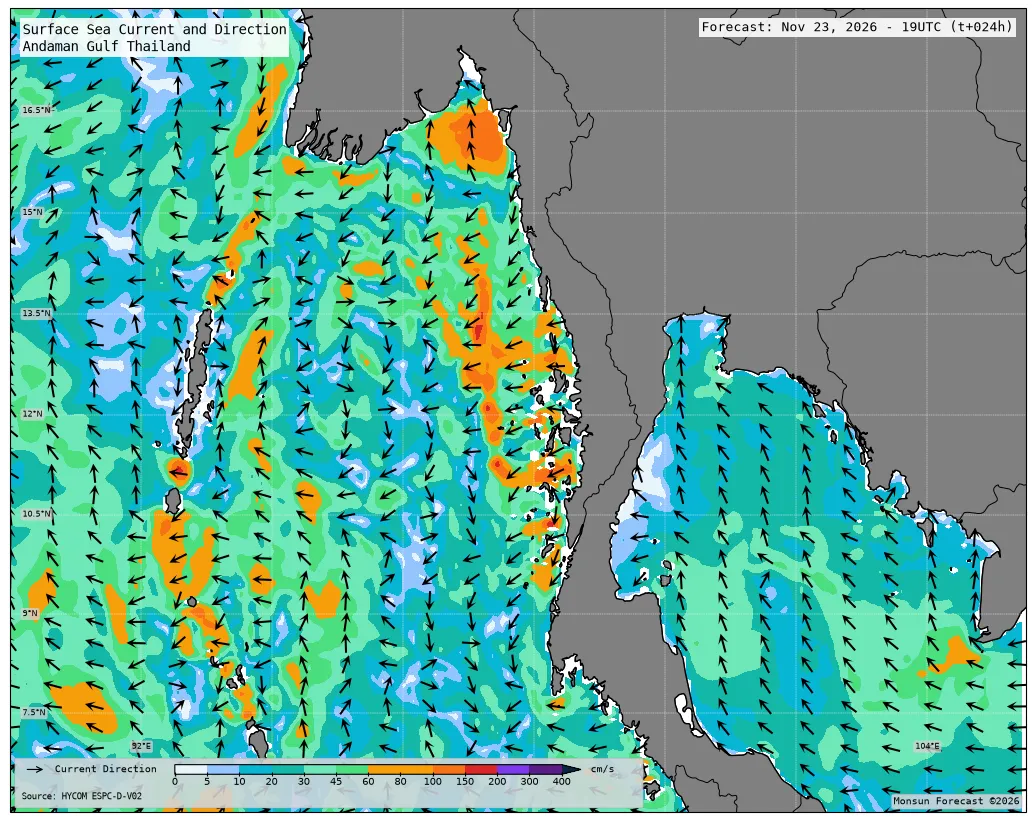 Surface Sea Current and Direction
Andaman Gulf Thailand
Forecast: Nov 23, 2026 - 19UTC (t+024h)
16.5°N
15°N
13.5°N
12°N
10.5°N
9°N
7.5°N
92°E
104°E
Current Direction
0 5 10 20 30 45 60 80 100 150 200 300 400 cm/s
Source: HYCOM ESPC-D-V02
Monsun Forecast ©2026